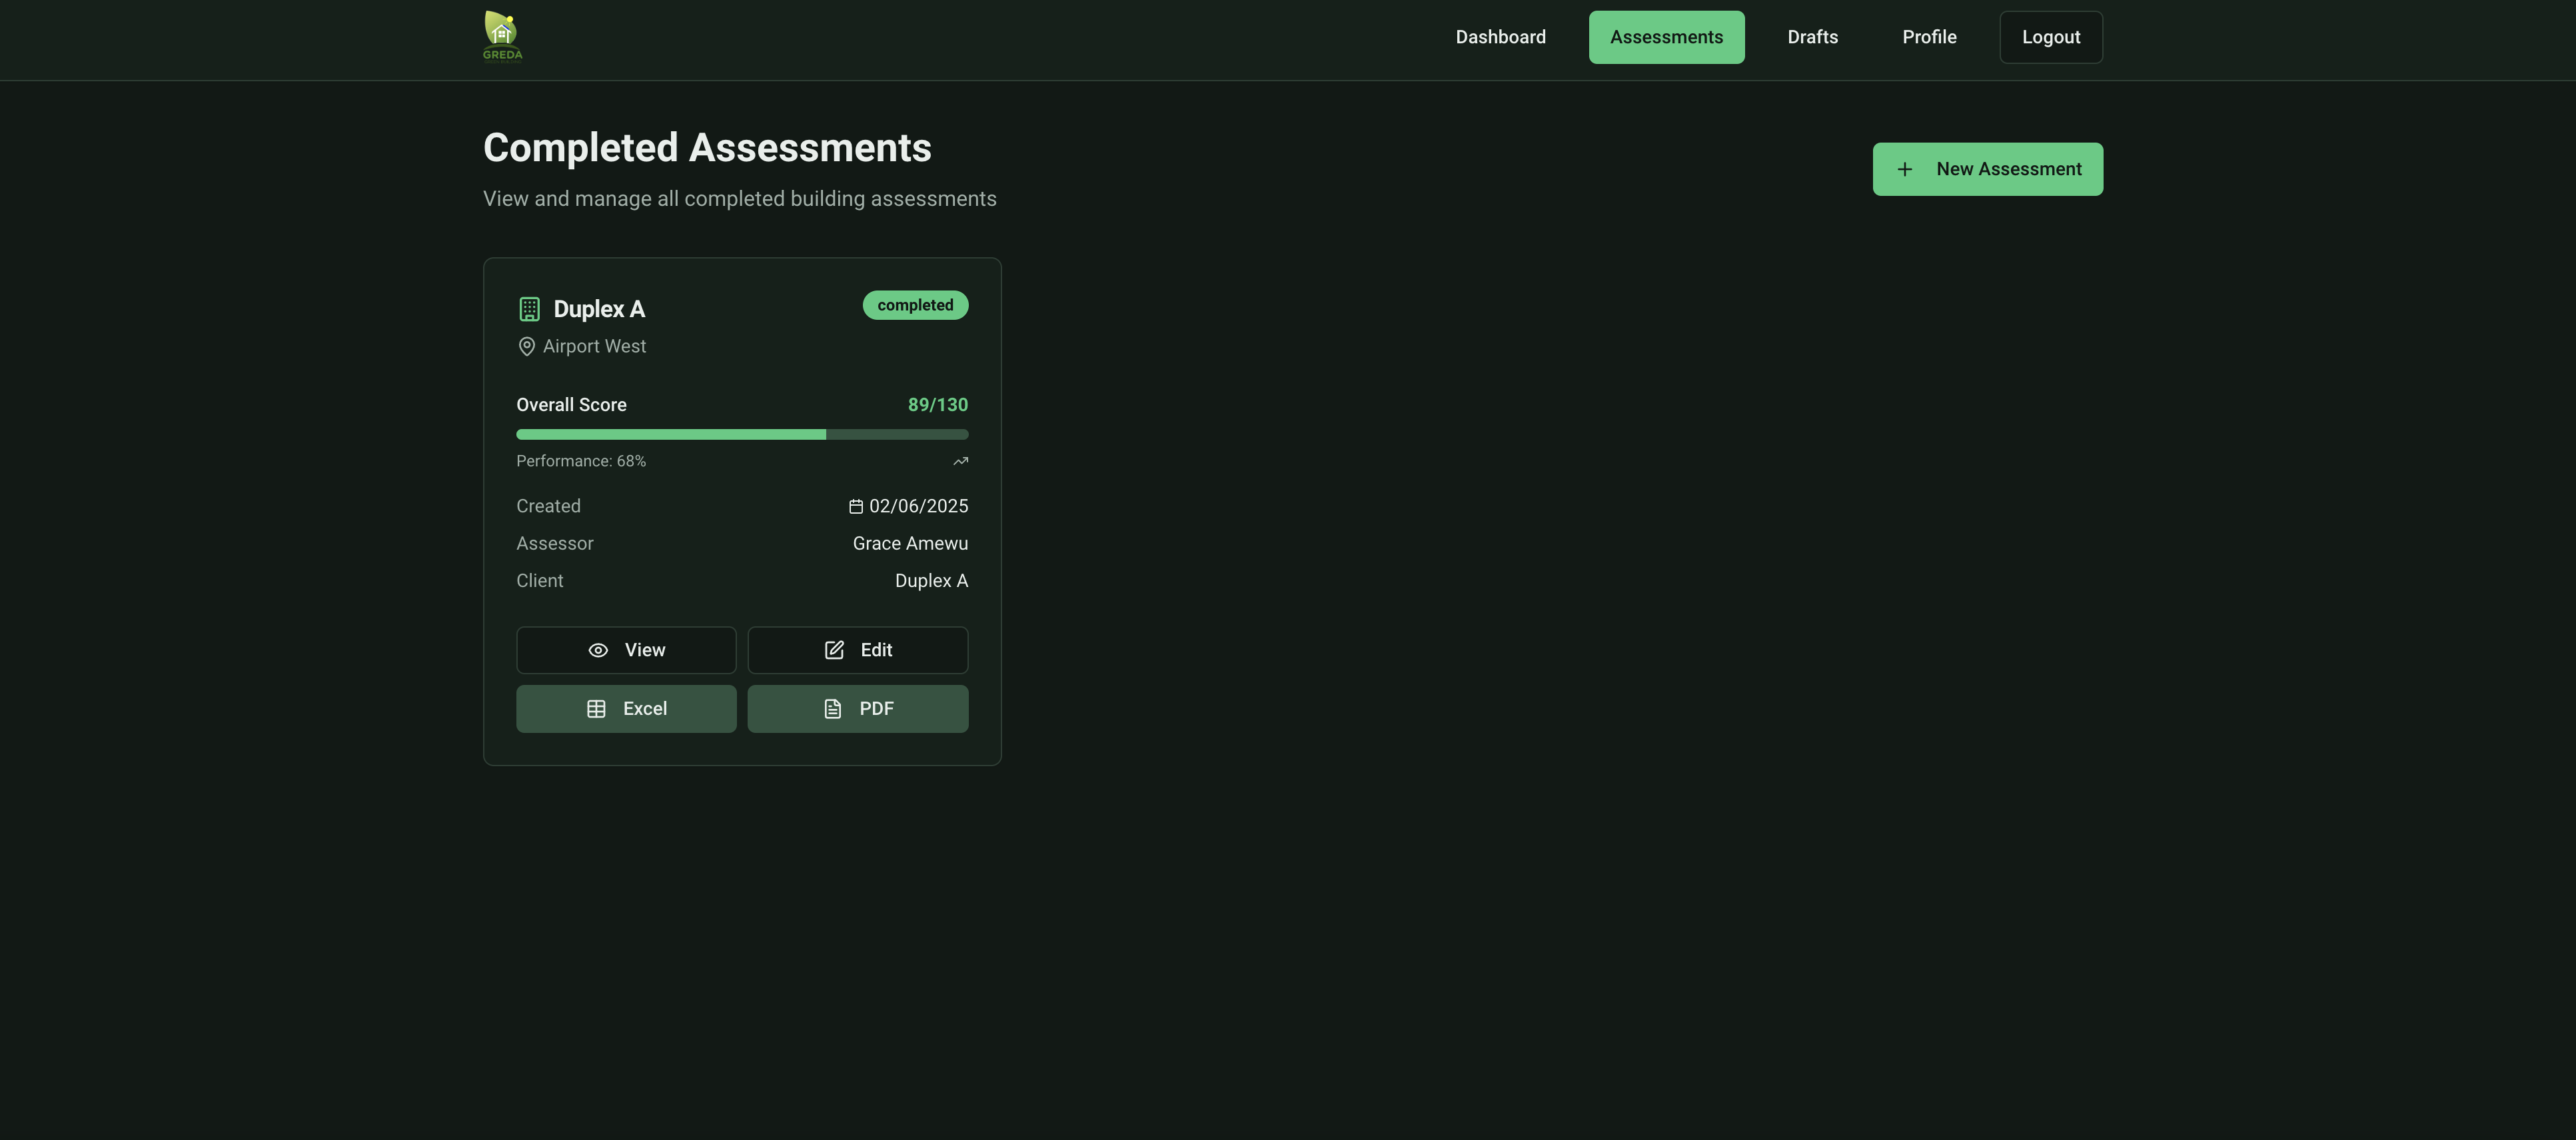 GREDA
Dashboard
Assessments
Drafts
Profile
Logout
Completed Assessments
View and manage all completed building assessments
New Assessment
Duplex A
completed
Airport West
Overall Score
89/130
Performance: 68%
Created
02/06/2025
Assessor
Grace Amewu
Client
Duplex A
View
Edit
Excel
PDF